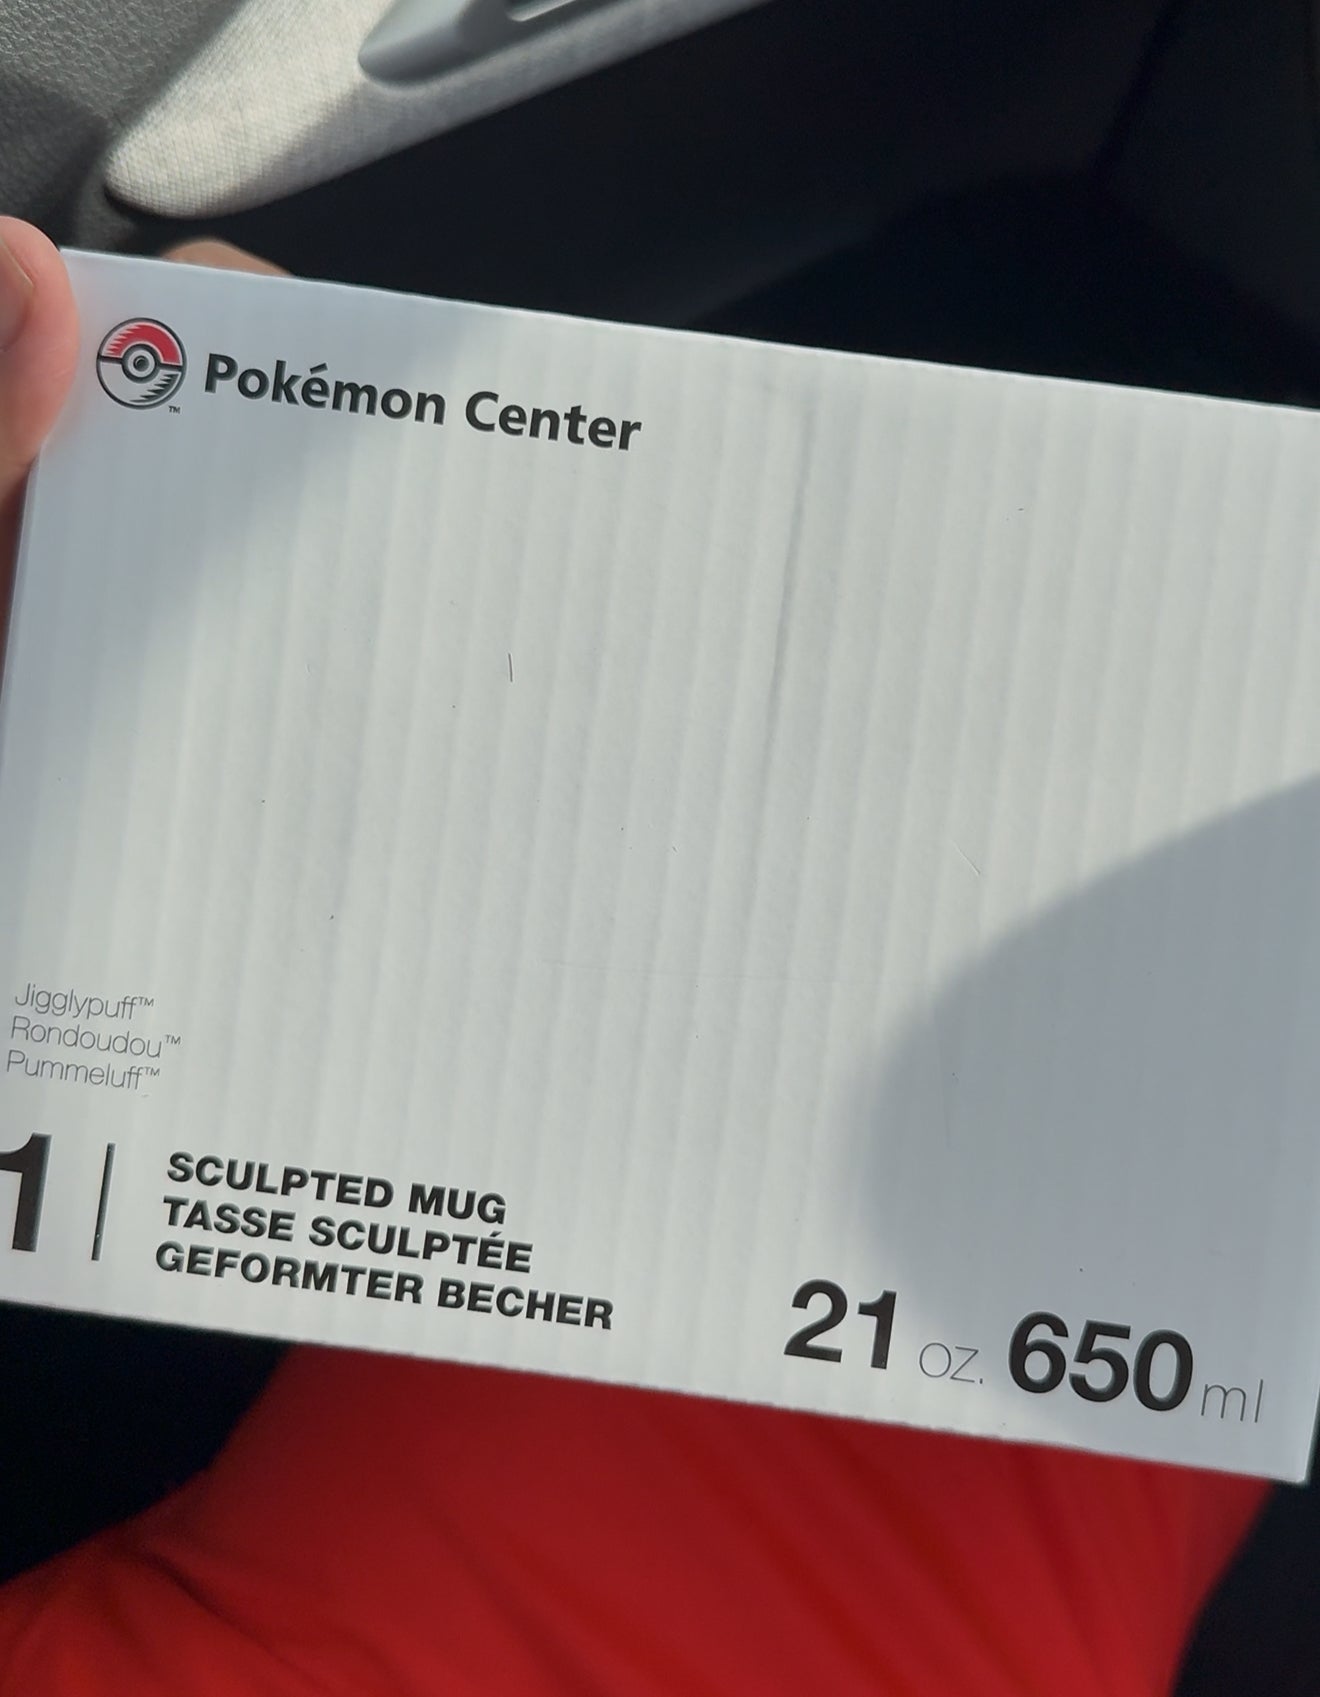 Pokémon Center
Jigglypuff™
Rondoudou™
Pummeluff™
1
SCULPTED MUG
TASSE SCULPTÉE
GEFORMTER BECHER
21 oz. 650 ml